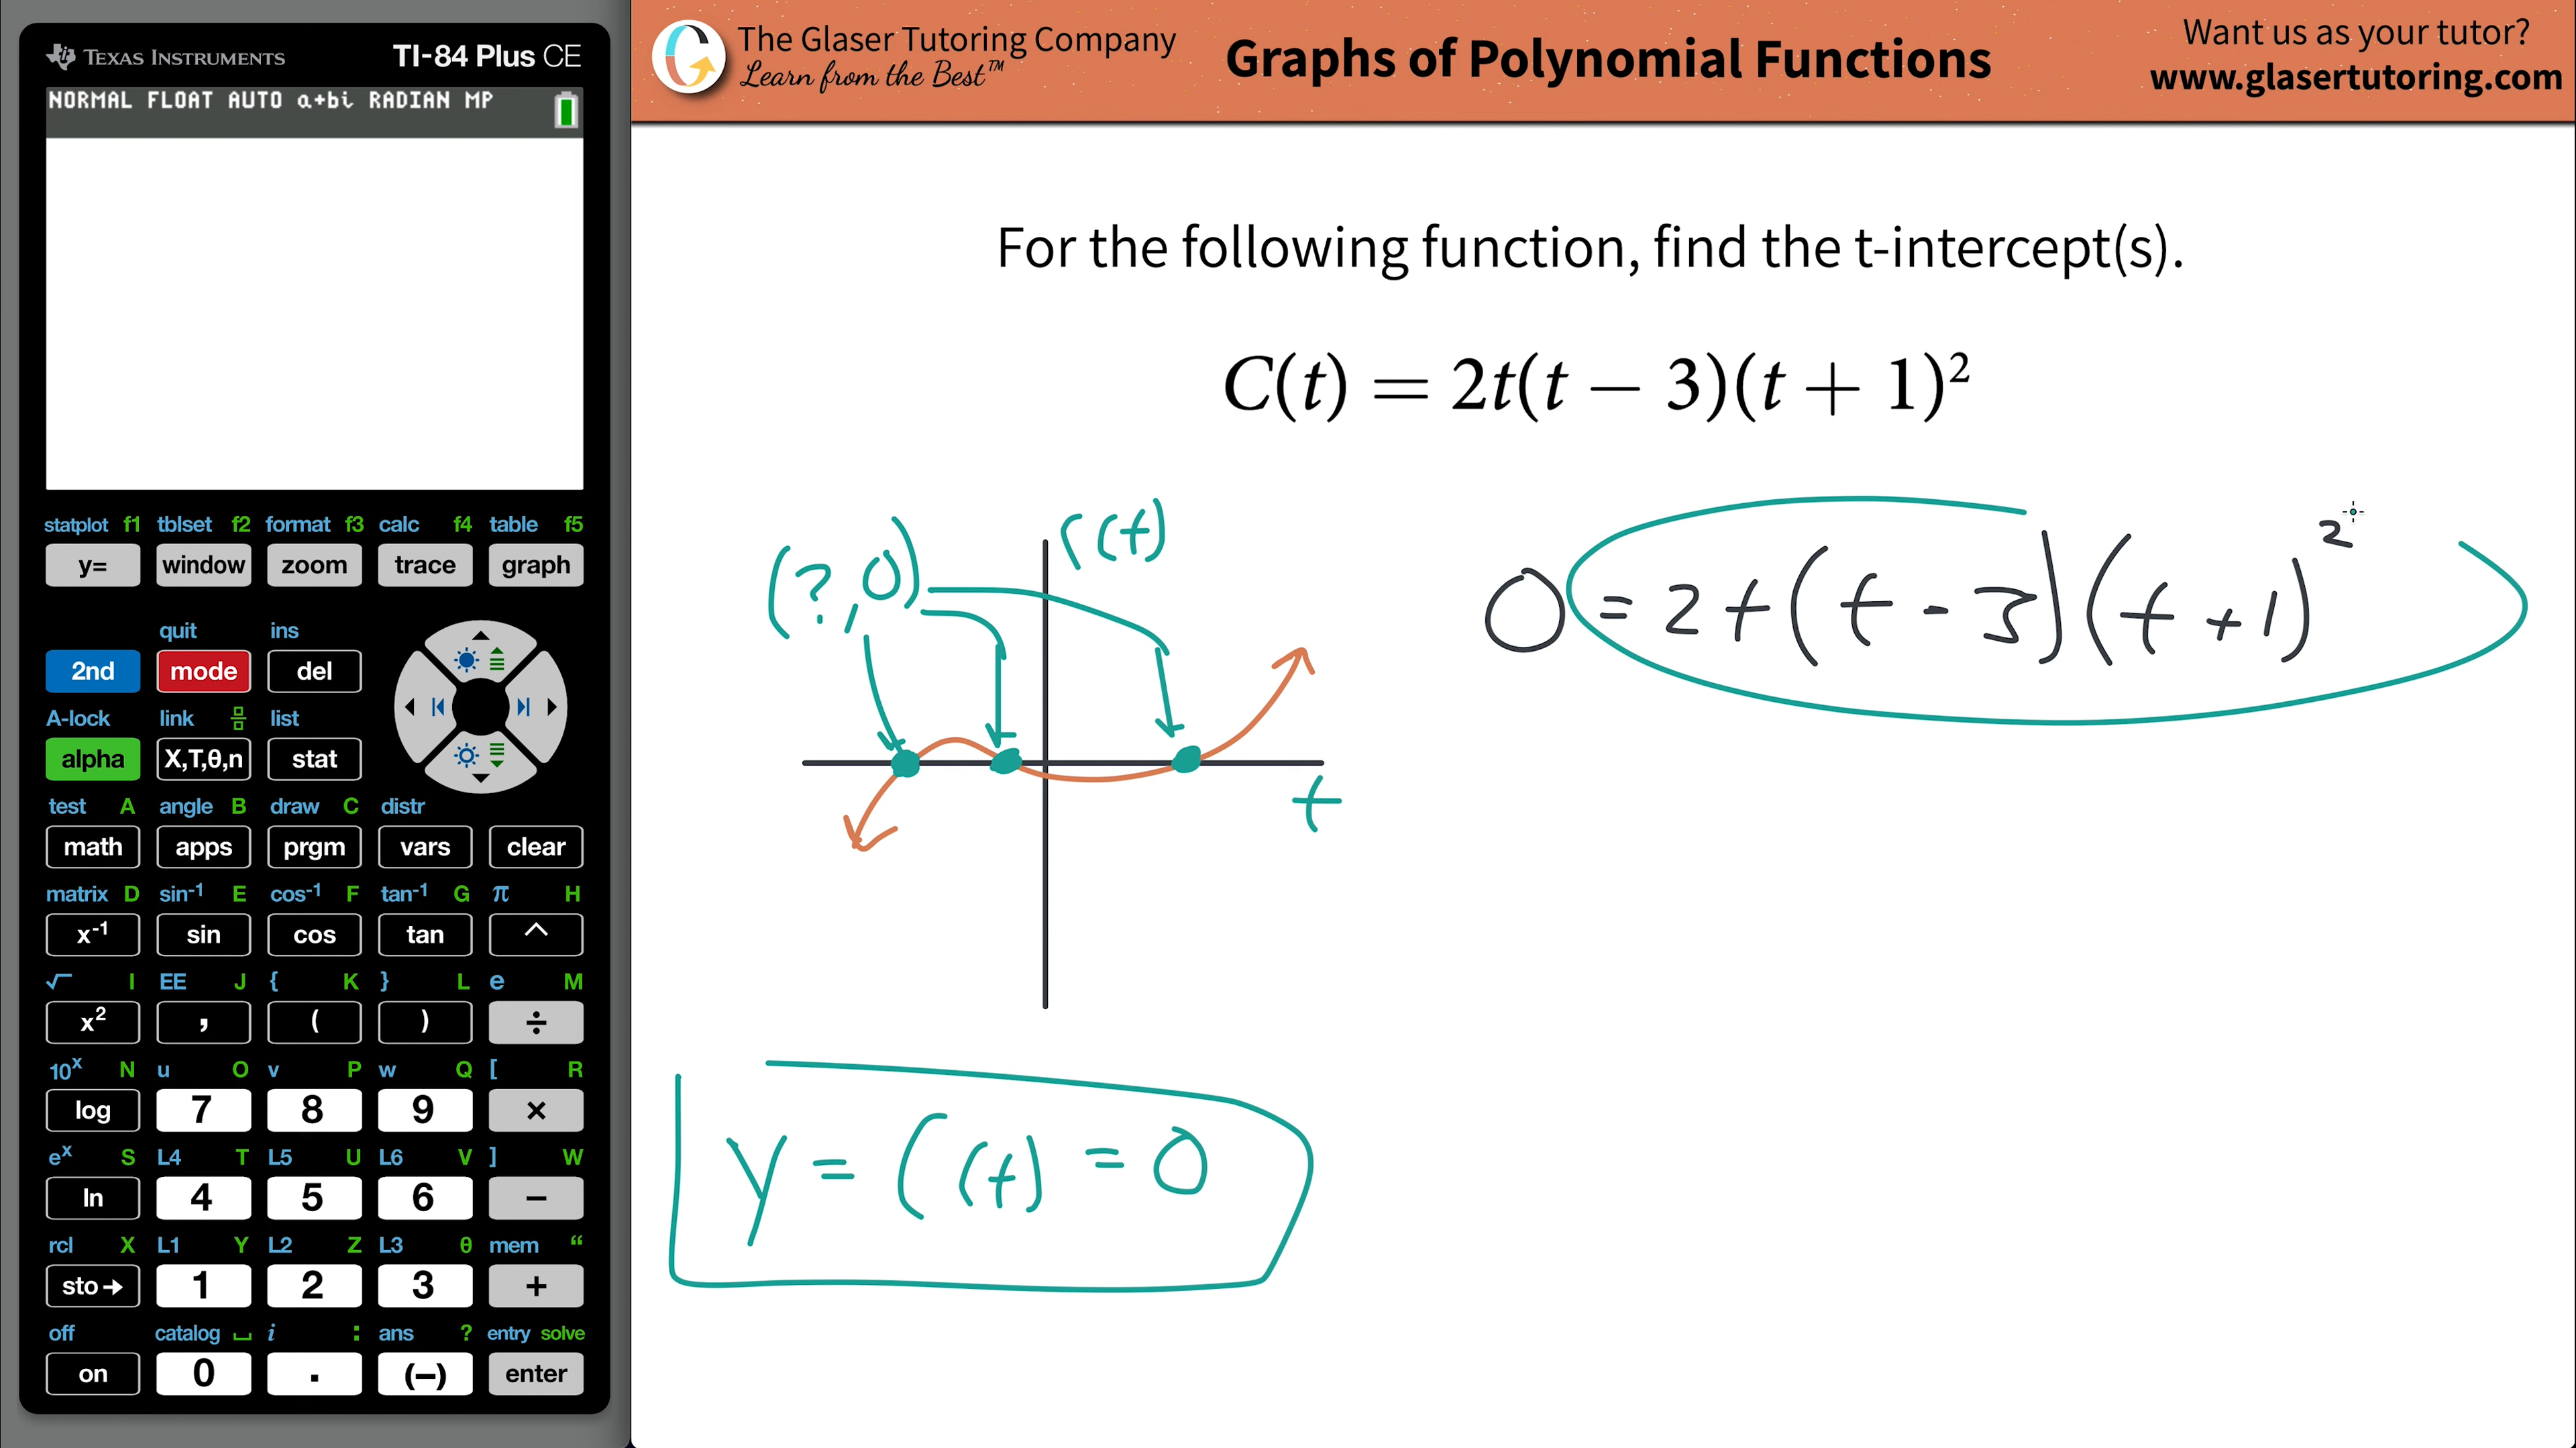 TEXAS INSTRUMENTS TI-84 Plus CE
NORMAL FLOAT AUTO a+bi RADIAN MP
statplot f1 tblset f2 format f3 calc f4 table f5
y= window zoom trace graph
quit ins
2nd mode del
A-lock link list
alpha X,T,θ,n stat
test A angle B draw C distr
math apps prgm vars clear
matrix D sin⁻¹ E cos⁻¹ F tan⁻¹ G π H
x⁻¹ sin cos tan ^
√ I EE J { K } L e M
x² , ( ) ÷
10ˣ N u O v P w Q [ R
log 7 8 9 ×
eˣ S L4 T L5 U L6 V ] W
ln 4 5 6 −
rcl X L1 Y L2 Z L3 θ mem “
sto→ 1 2 3 +
off catalog ⎵ i : ans ? entry solve
on 0 . (−) enter
The Glaser Tutoring Company
Learn from the Best™
Graphs of Polynomial Functions
Want us as your tutor?
www.glasertutoring.com
For the following function, find the t-intercept(s).
C(t) = 2t(t − 3)(t + 1)²
(?,0)
C(t)
t
0 = 2t(t - 3)(t + 1)²
y = C(t) = 0